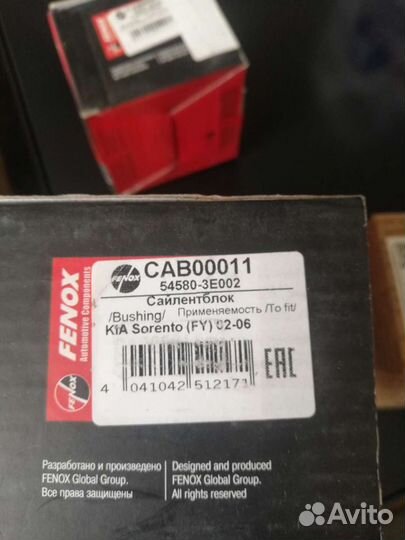 FENOX
Automotive Components
FENOX
FENOX
CAB00011
54580-3E002
Сайлентблок
/Bushing/ Применяемость /To fit/
KIA Sorento (FY) 02-06
4 041042 512171
EAC
Разработано и произведено
FENOX Global Group.
Все права защищены
Designed and produced
FENOX Global Group.
All rights reserved
Avito